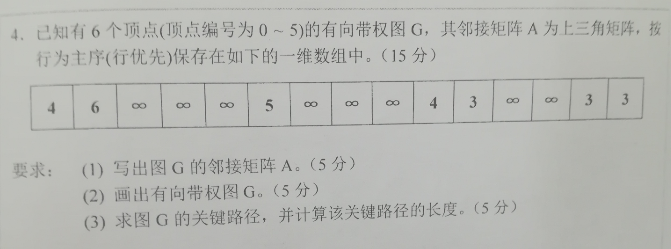 4. 已知有 6 个顶点(顶点编号为 0 ~ 5)的有向带权图 G，其邻接矩阵 A 为上三角矩阵，按
行为主序(行优先)保存在如下的一维数组中。(15 分)
4 6 ∞ ∞ ∞ 5 ∞ ∞ ∞ 4 3 ∞ ∞ 3 3
要求： (1) 写出图 G 的邻接矩阵 A。(5 分)
(2) 画出有向带权图 G。(5 分)
(3) 求图 G 的关键路径，并计算该关键路径的长度。(5 分)